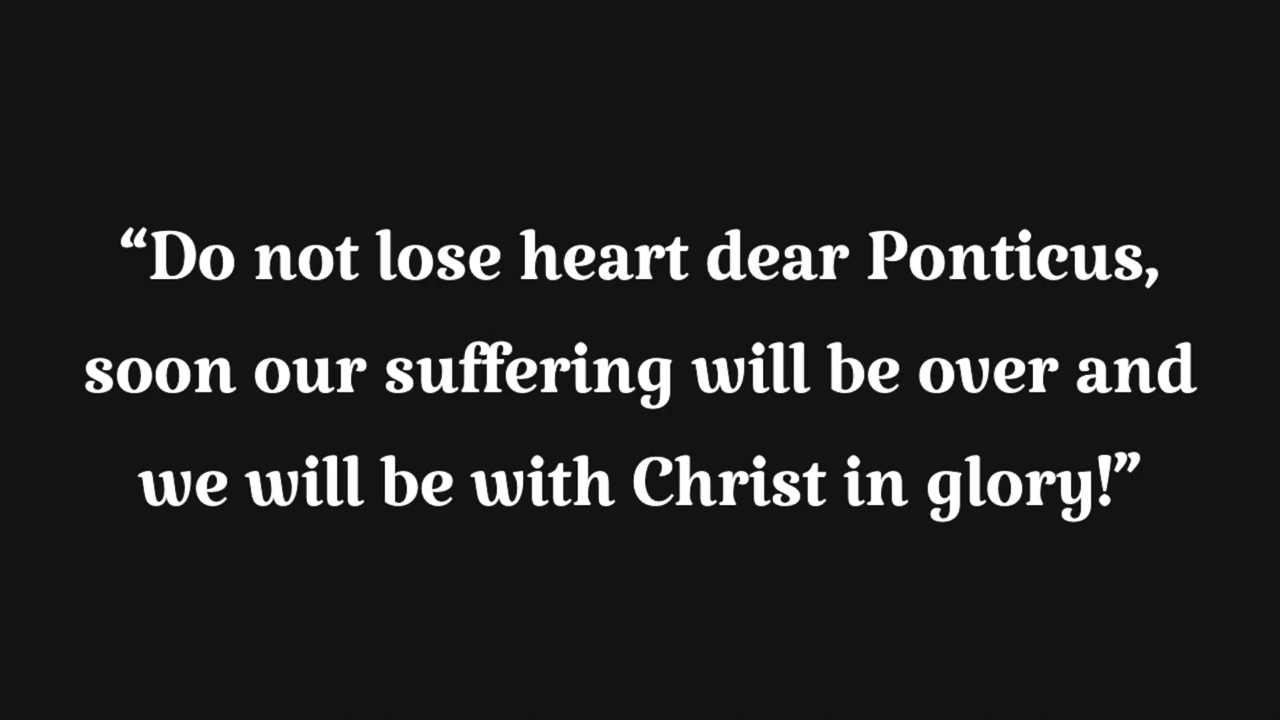 “Do not lose heart dear Ponticus,
soon our suffering will be over and
we will be with Christ in glory!”